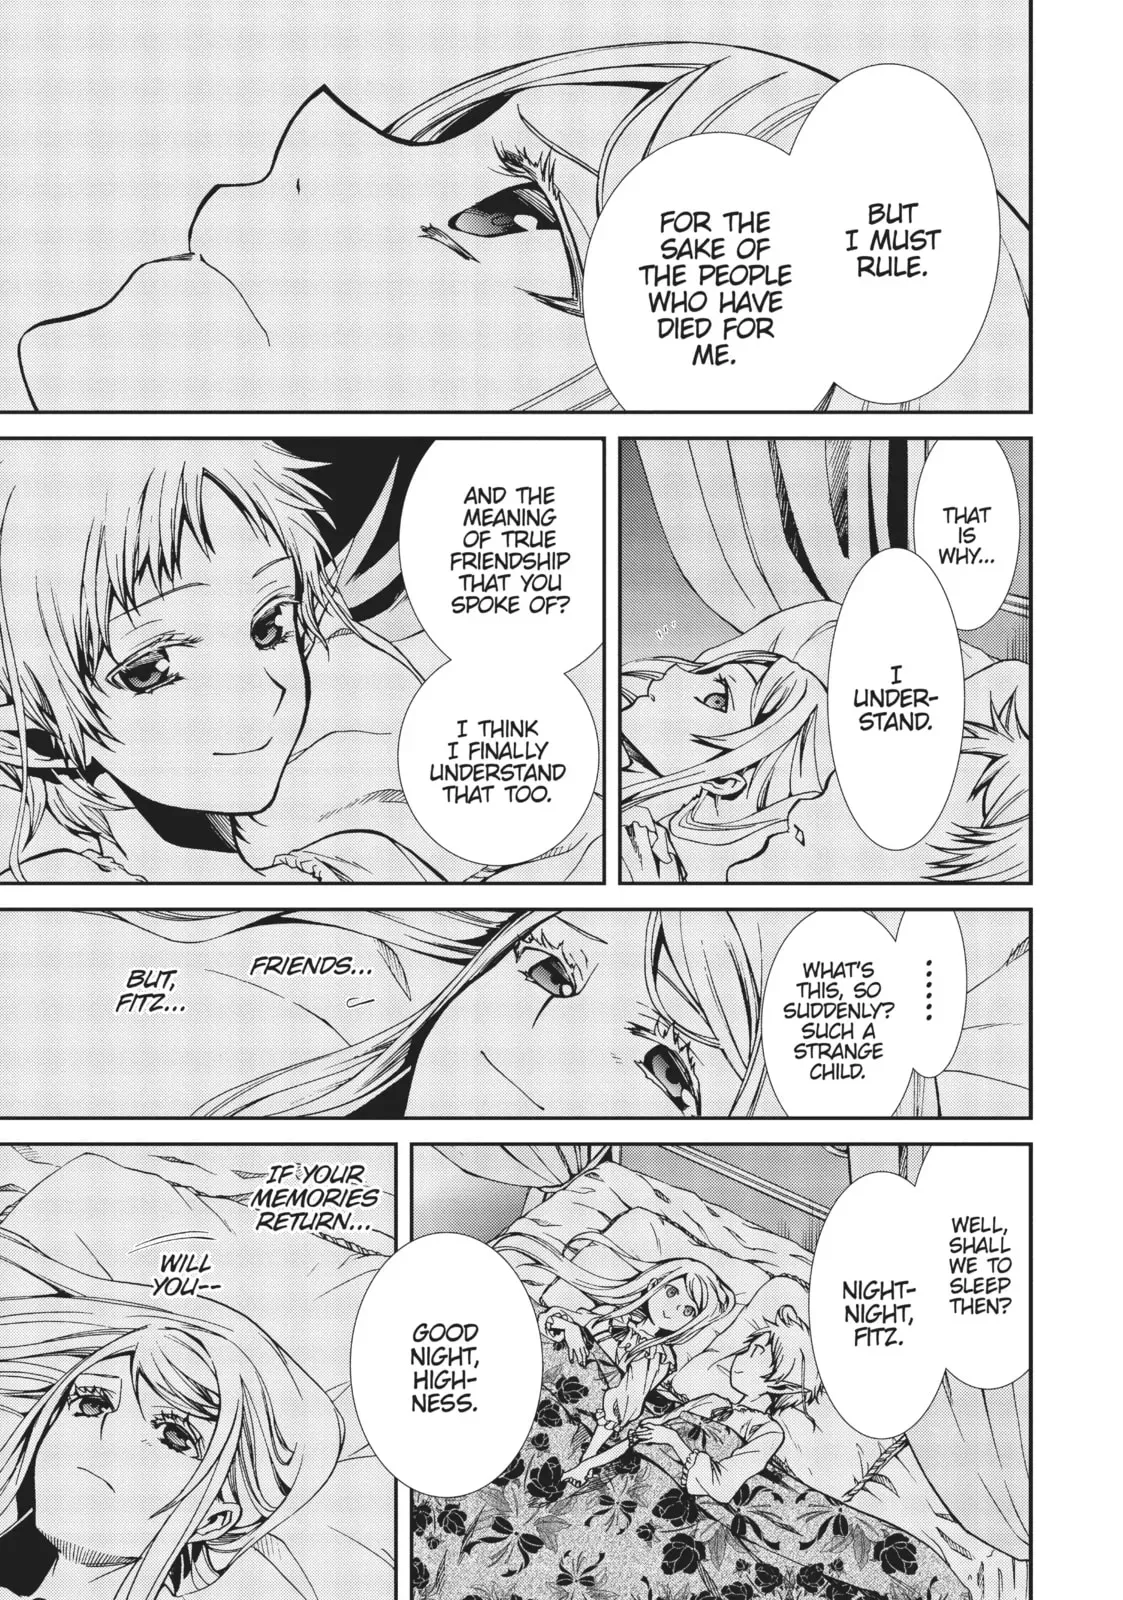 BUT
I MUST
RULE.
FOR THE
SAKE OF
THE PEOPLE
WHO HAVE
DIED FOR
ME.
THAT
IS
WHY...
I
UNDER-
STAND.
AND THE
MEANING
OF TRUE
FRIENDSHIP
THAT YOU
SPOKE OF?
I THINK
I FINALLY
UNDERSTAND
THAT TOO.
......
WHAT'S
THIS, SO
SUDDENLY?
SUCH A
STRANGE
CHILD.
FRIENDS...
BUT,
FITZ...
WELL,
SHALL
WE TO
SLEEP
THEN?
NIGHT-
NIGHT,
FITZ.
GOOD
NIGHT,
HIGH-
NESS.
IF YOUR
MEMORIES
RETURN...
WILL
YOU--